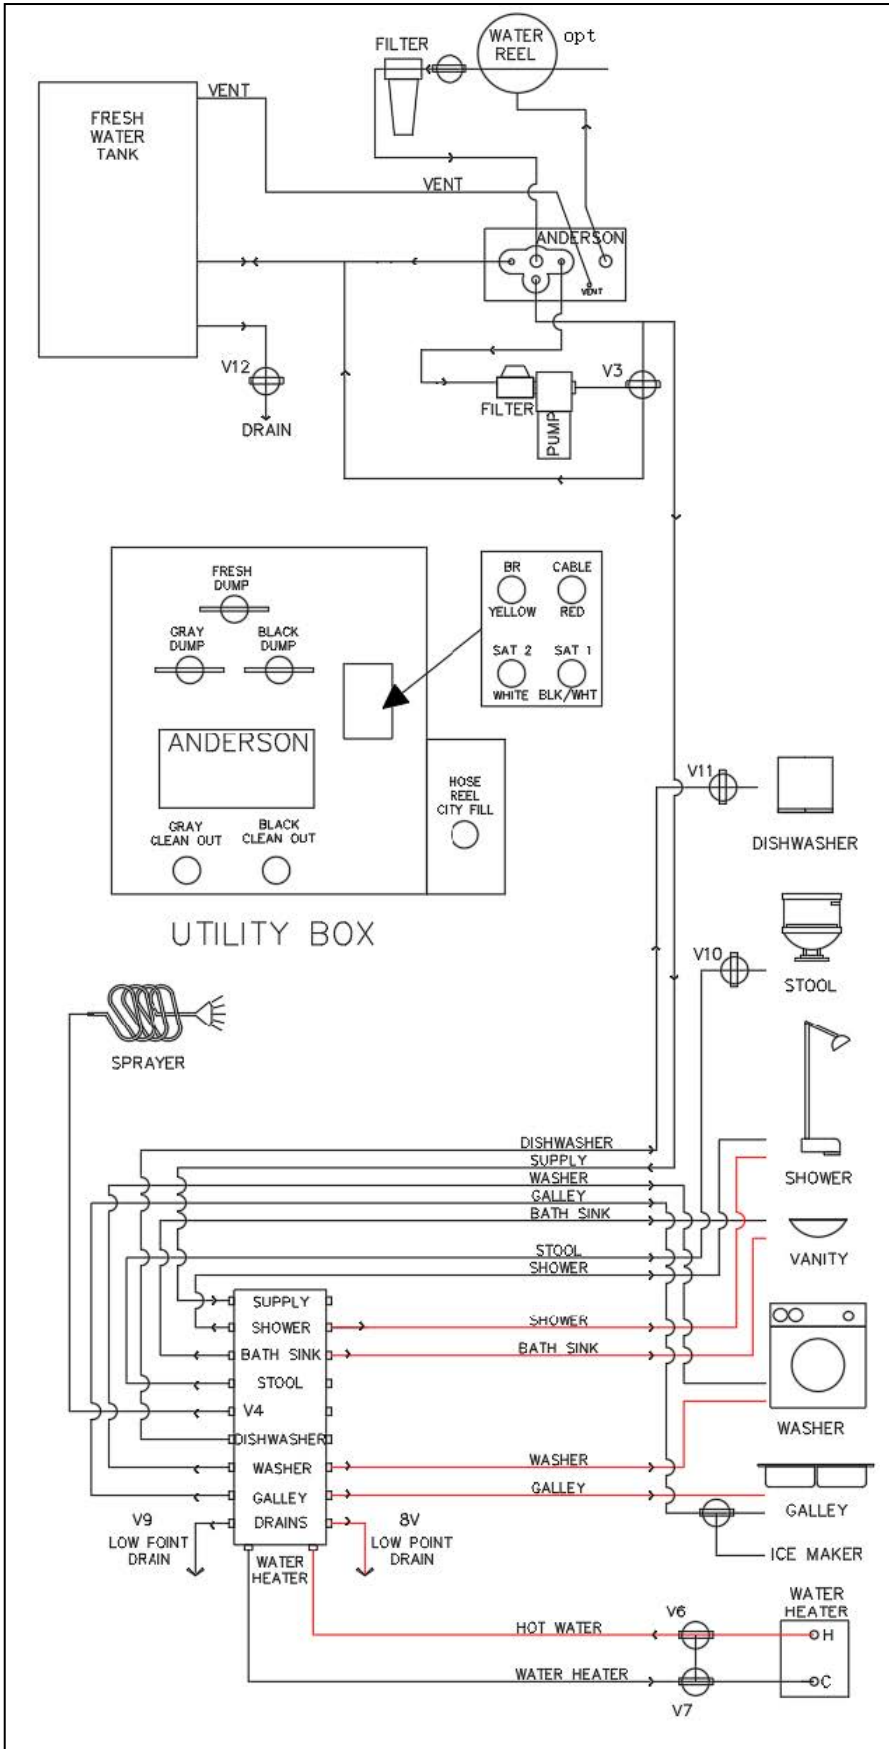 WATER
REEL
opt
FILTER
VENT
FRESH
WATER
TANK
VENT
ANDERSON
VENT
V12
V3
FILTER
PUMP
DRAIN
FRESH
DUMP
GRAY
DUMP
BLACK
DUMP
BR
CABLE
YELLOW
RED
SAT 2
SAT 1
WHITE
BLK/WHT
ANDERSON
HOSE
REEL
CITY FILL
GRAY
CLEAN OUT
BLACK
CLEAN OUT
UTILITY BOX
V11
DISHWASHER
V10
STOOL
SPRAYER
SHOWER
DISHWASHER
SUPPLY
WASHER
GALLEY
BATH SINK
VANITY
STOOL
SHOWER
SUPPLY
SHOWER
SHOWER
BATH SINK
BATH SINK
STOOL
V4
DISHWASHER
WASHER
WASHER
WASHER
GALLEY
GALLEY
GALLEY
V9
LOW FOINT
DRAIN
DRAINS
8V
LOW POINT
DRAIN
ICE MAKER
WATER
HEATER
WATER
HEATER
V6
HOT WATER
H
WATER HEATER
C
V7